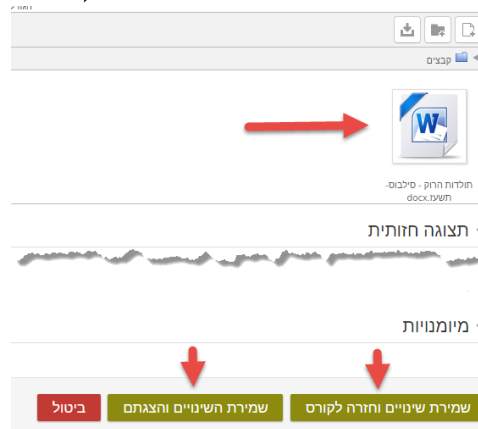 קבצים
W
תולדות הרוק - סילבוס-
תשעז.docx
תצוגה חזותית
מיומנויות
שמירת שינויים וחזרה לקורס
שמירת השינויים והצגתם
ביטול